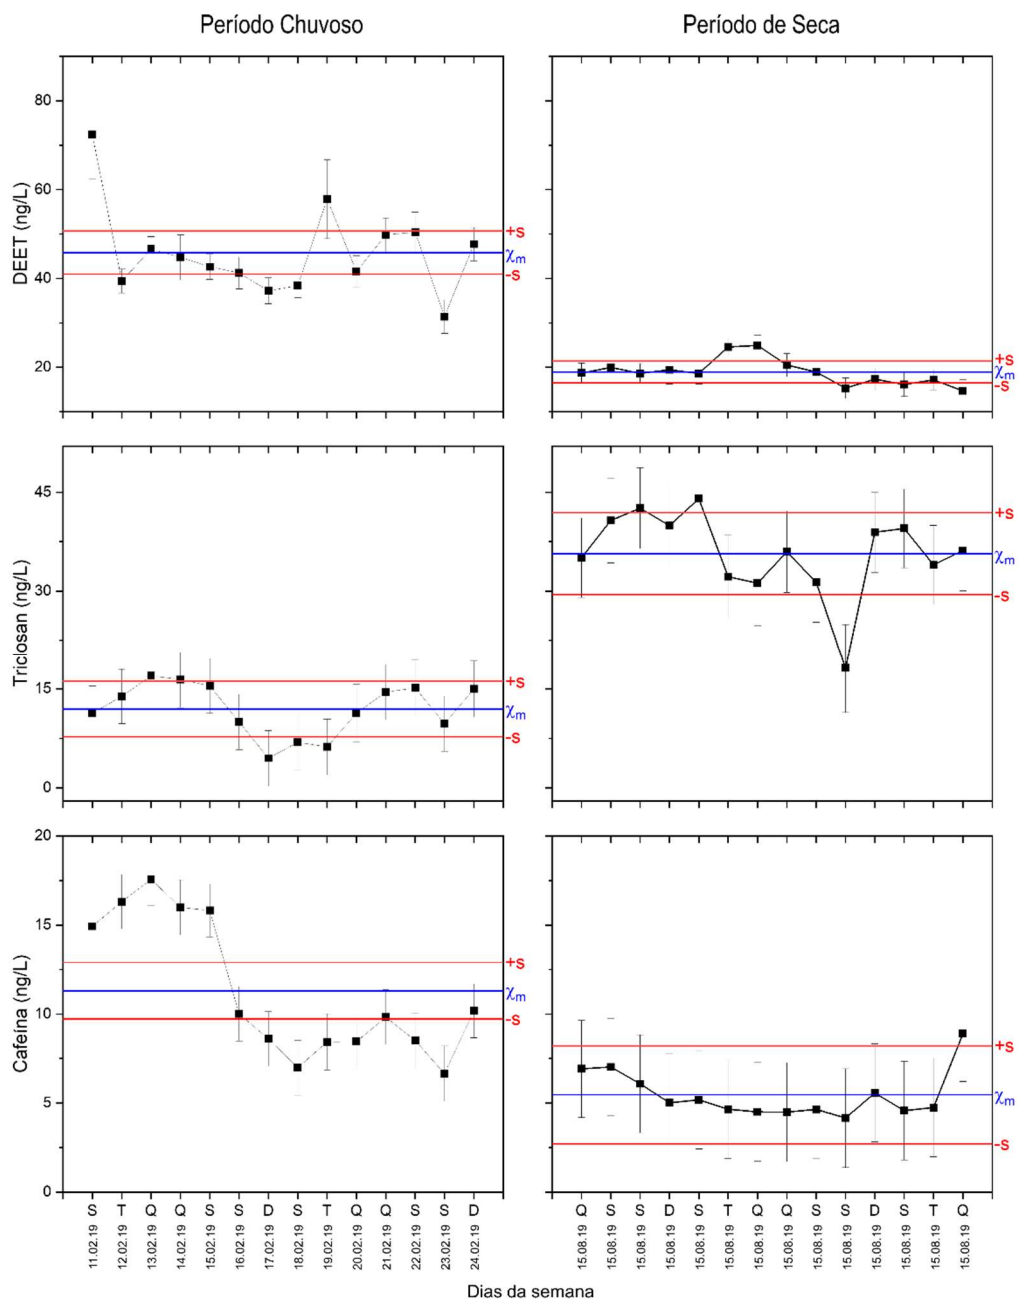 Período Chuvoso
Período de Seca
DEET (ng/L)
80
60
40
20
+s
χm
-s
+s
χm
-s
Triclosan (ng/L)
45
30
15
0
+s
χm
-s
+s
χm
-s
Cafeína (ng/L)
20
15
10
5
0
+s
χm
-s
+s
χm
-s
S T Q Q S S D S T Q Q S S D
11.02.19 12.02.19 13.02.19 14.02.19 15.02.19 16.02.19 17.02.19 18.02.19 19.02.19 20.02.19 21.02.19 22.02.19 23.02.19 24.02.19
Q S S D S T Q Q S S D S T Q
15.08.19 15.08.19 15.08.19 15.08.19 15.08.19 15.08.19 15.08.19 15.08.19 15.08.19 15.08.19 15.08.19 15.08.19 15.08.19 15.08.19
Dias da semana